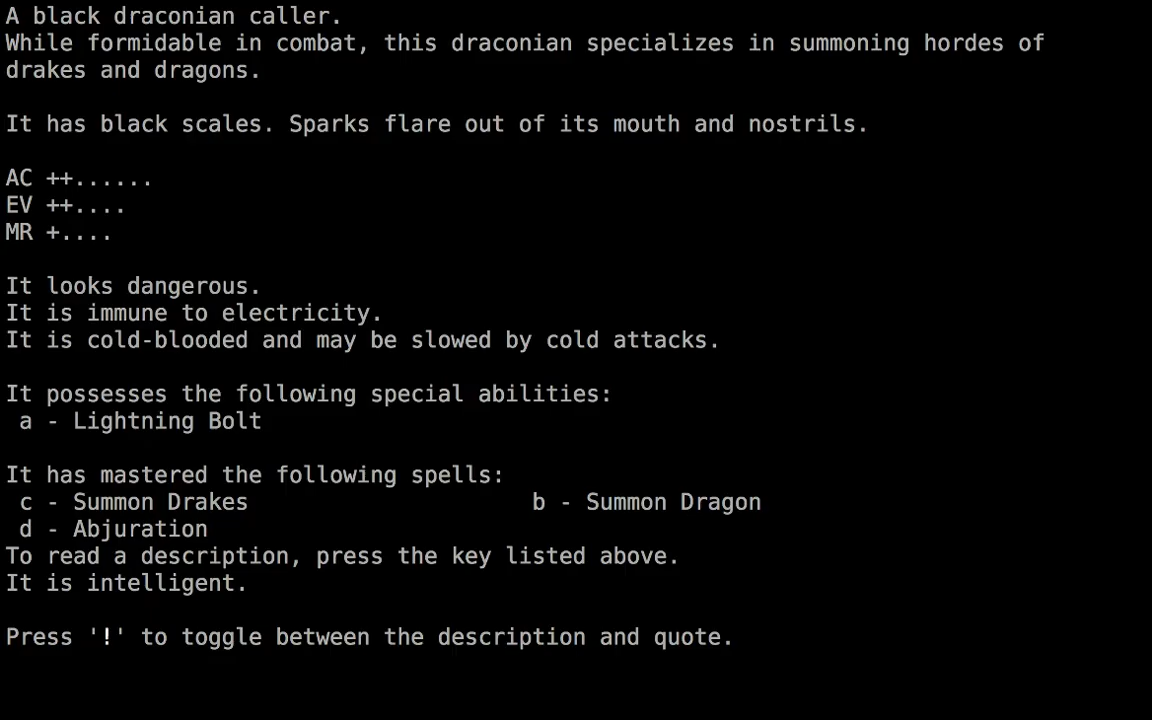 A black draconian caller.
While formidable in combat, this draconian specializes in summoning hordes of
drakes and dragons.
It has black scales. Sparks flare out of its mouth and nostrils.
AC ++......
EV ++....
MR +....
It looks dangerous.
It is immune to electricity.
It is cold-blooded and may be slowed by cold attacks.
It possesses the following special abilities:
a - Lightning Bolt
It has mastered the following spells:
c - Summon Drakes b - Summon Dragon
d - Abjuration
To read a description, press the key listed above.
It is intelligent.
Press '!' to toggle between the description and quote.